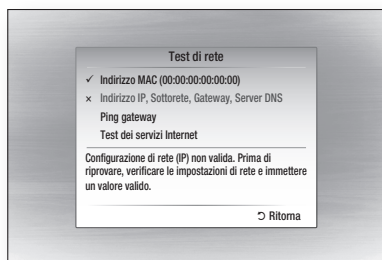 Test di rete
✓ Indirizzo MAC (00:00:00:00:00:00)
× Indirizzo IP, Sottorete, Gateway, Server DNS
Ping gateway
Test dei servizi Internet
Configurazione di rete (IP) non valida. Prima di
riprovare, verificare le impostazioni di rete e immettere
un valore valido.
Ritorna